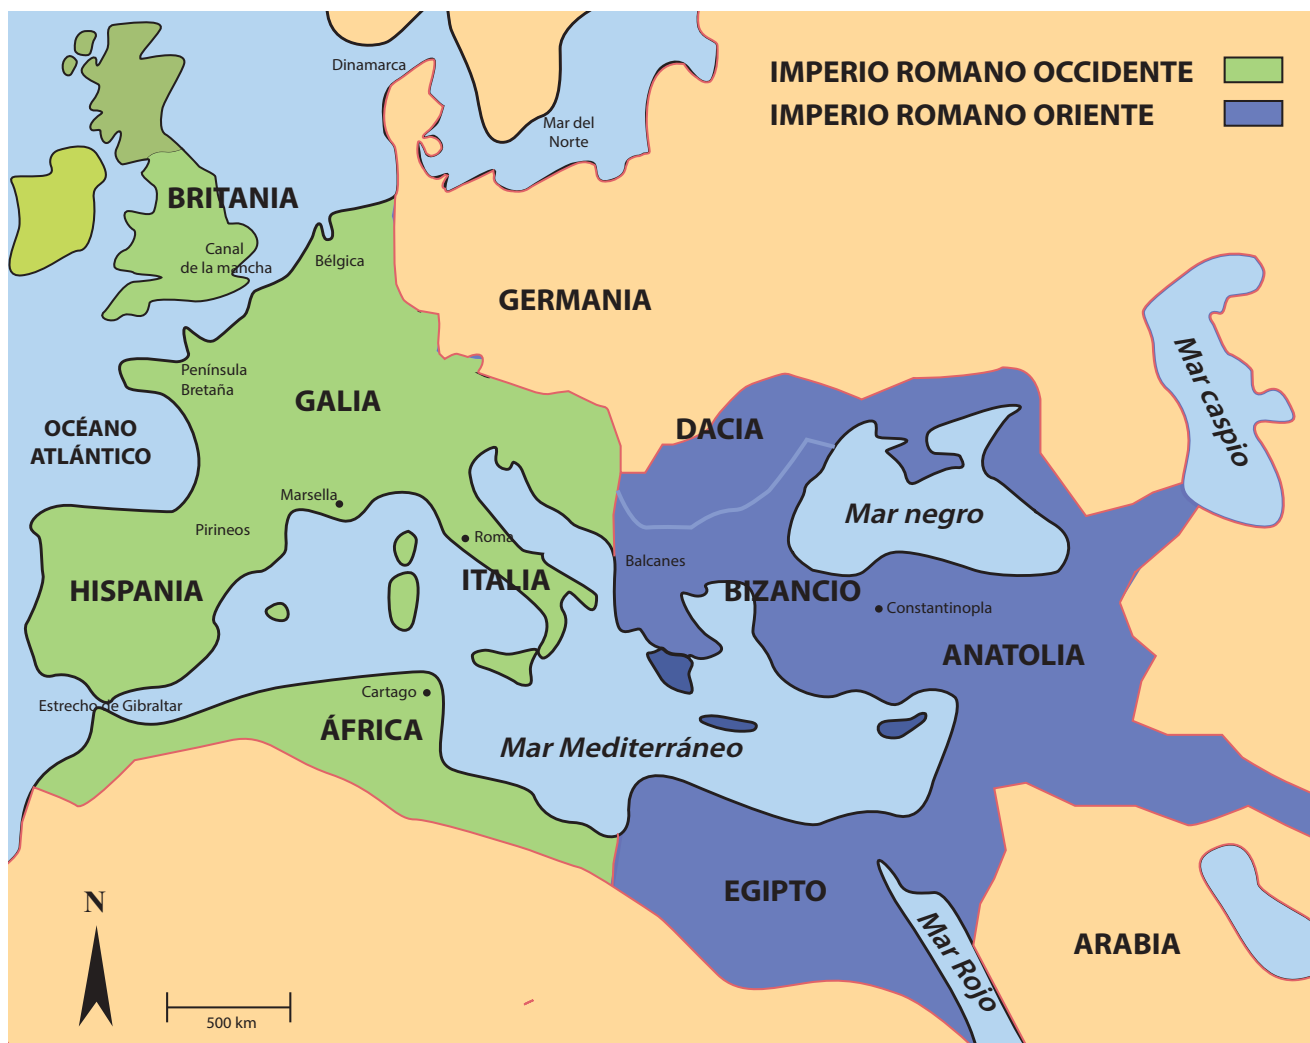 Dinamarca
IMPERIO ROMANO OCCIDENTE
IMPERIO ROMANO ORIENTE
Mar del
Norte
BRITANIA
Canal
de la mancha
Bélgica
GERMANIA
Península
Bretaña
GALIA
Mar caspio
OCÉANO
ATLÁNTICO
DACIA
Marsella
Pirineos
Roma
Mar negro
Balcanes
HISPANIA
ITALIA
BIZANCIO
Constantinopla
ANATOLIA
Estrecho de Gibraltar
Cartago
ÁFRICA
Mar Mediterráneo
EGIPTO
N
Mar Rojo
ARABIA
500 km